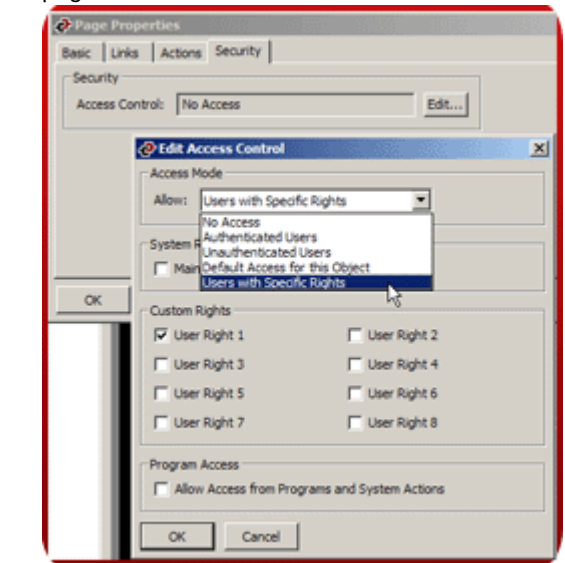 Page Properties
Basic Links Actions Security
Security
Access Control: No Access Edit...
Edit Access Control
Access Mode
Allow: Users with Specific Rights
No Access
Authenticated Users
Unauthenticated Users
Default Access for this Object
Users with Specific Rights
System R
Main
OK
Custom Rights
User Right 1 User Right 2
User Right 3 User Right 4
User Right 5 User Right 6
User Right 7 User Right 8
Program Access
Allow Access from Programs and System Actions
OK Cancel